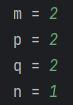 m = 2
p = 2
q = 2
n = 1